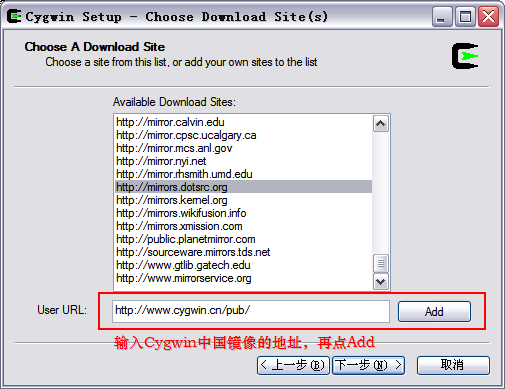 Cygwin Setup - Choose Download Site(s)
Choose A Download Site
Choose a site from this list, or add your own sites to the list
Available Download Sites:
http://mirror.calvin.edu
http://mirror.cpsc.ucalgary.ca
http://mirror.mcs.anl.gov
http://mirror.nyi.net
http://mirror.rhsmith.umd.edu
http://mirrors.dotsrc.org
http://mirrors.kernel.org
http://mirrors.wikifusion.info
http://mirrors.xmission.com
http://public.planetmirror.com
http://sourceware.mirrors.tds.net
http://www.gtlib.gatech.edu
http://www.mirrorservice.org
User URL: http://www.cygwin.cn/pub/ Add
输入Cygwin中国镜像的地址，再点Add
< 上一步(B) 下一步(N) > 取消